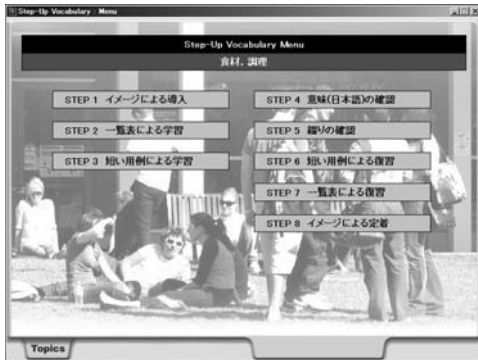 Step-Up Vocabulary : Menu
Step-Up Vocabulary Menu
食材、調理
STEP 1 イメージによる導入
STEP 2 一覧表による学習
STEP 3 短い用例による学習
STEP 4 意味(日本語)の確認
STEP 5 綴りの確認
STEP 6 短い用例による復習
STEP 7 一覧表による復習
STEP 8 イメージによる定着
Topics